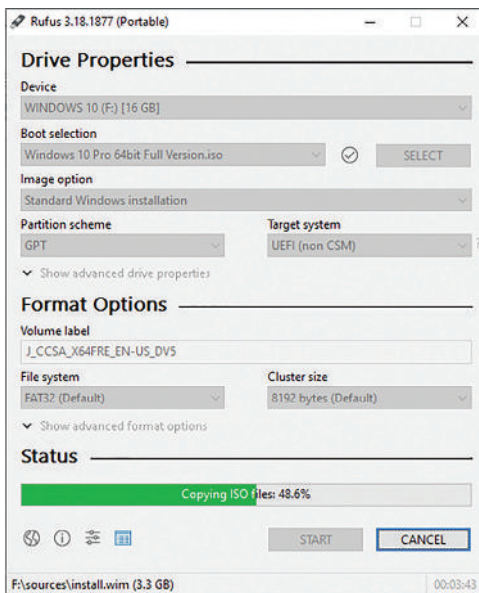 Rufus 3.18.1877 (Portable)
Drive Properties
Device
WINDOWS 10 (F:) [16 GB]
Boot selection
Windows 10 Pro 64bit Full Version.iso
SELECT
Image option
Standard Windows installation
Partition scheme
Target system
GPT
UEFI (non CSM)
?
Show advanced drive properties
Format Options
Volume label
J_CCSA_X64FRE_EN-US_DV5
File system
Cluster size
FAT32 (Default)
8192 bytes (Default)
Show advanced format options
Status
Copying ISO files: 48.6%
START
CANCEL
F:\sources\install.wim (3.3 GB)
00:03:43